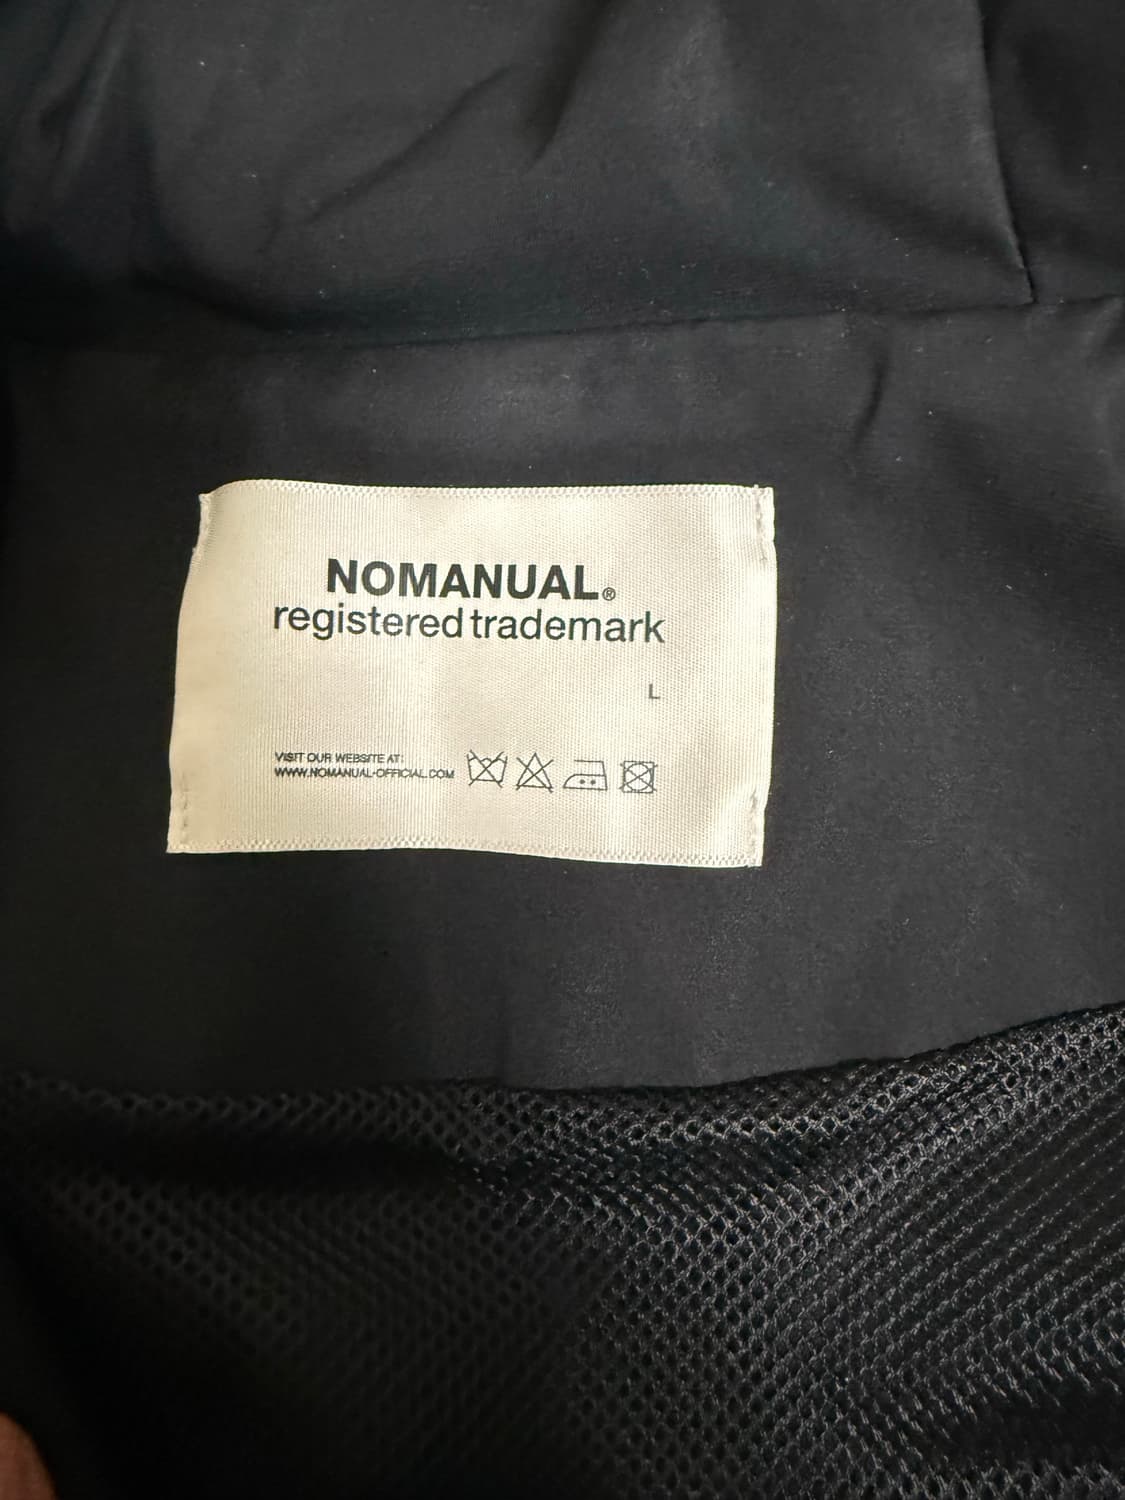 NOMANUAL®
registered trademark
L
VISIT OUR WEBSITE AT:
WWW.NOMANUAL-OFFICIAL.COM